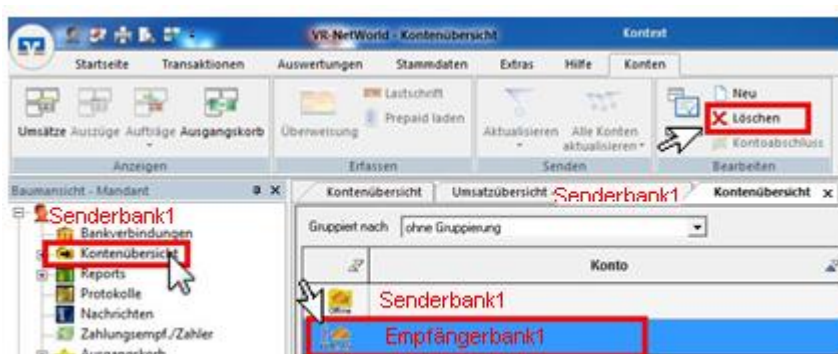 VR-NetWorld - Kontenübersicht Kontext
Startseite Transaktionen Auswertungen Stammdaten Extras Hilfe Konten
Umsätze Auszüge Aufträge Ausgangskorb
Anzeigen
Überweisung
Lastschrift
Prepaid laden
Erfassen
Aktualisieren
Alle Konten aktualisieren
Senden
Neu
Löschen
Kontoabschluss
Bearbeiten
Baumansicht - Mandant
Senderbank1
Bankverbindungen
Kontenübersicht
Reports
Protokolle
Nachrichten
Zahlungsempf./Zahler
Ausgangskorb
Kontenübersicht Umsatzübersicht Senderbank1 Kontenübersicht x
Gruppiert nach ohne Gruppierung
Konto
Offline
Senderbank1
Empfängerbank1